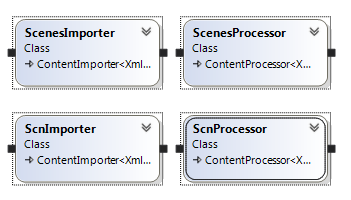 ScenesImporter
Class
ContentImporter<Xml...
ScenesProcessor
Class
ContentProcessor<X...
ScnImporter
Class
ContentImporter<Xml...
ScnProcessor
Class
ContentProcessor<X...